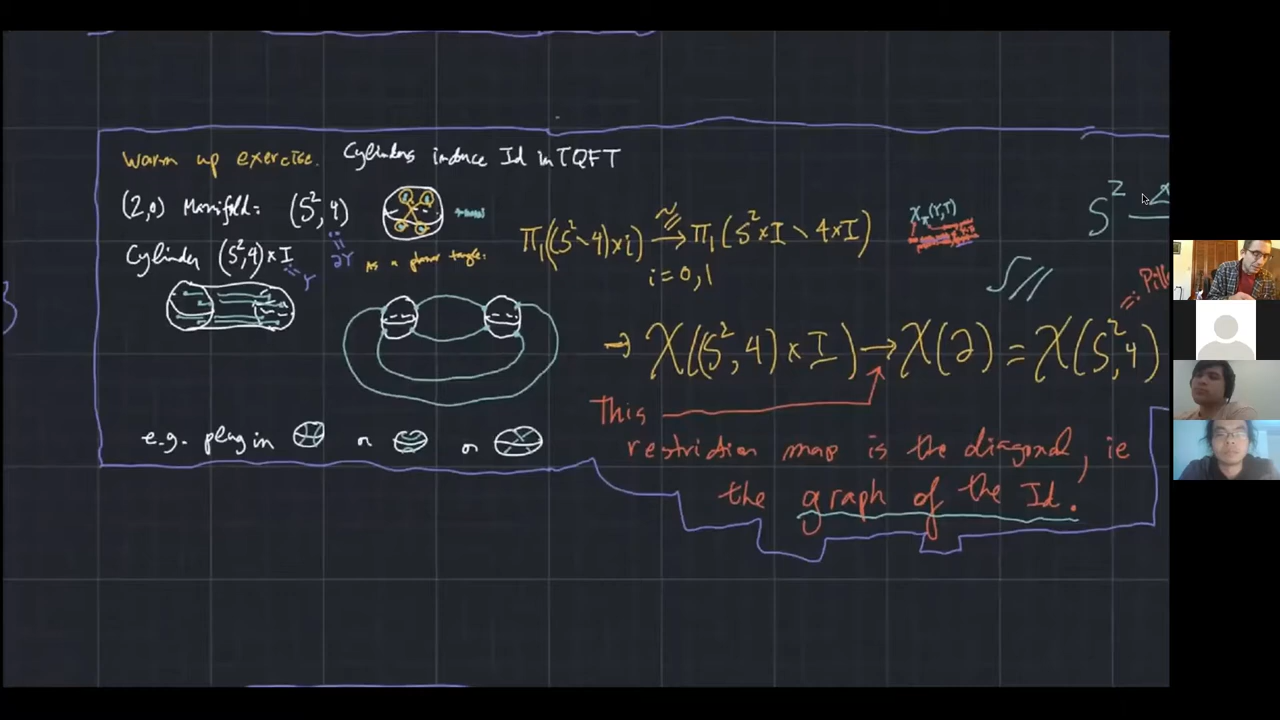 Warm up exercise. Cylinders induce Id in TQFT
(2,0) Manifold: (S², 4)
Cylinder (S², 4) × I
∂Y
Y
As a planar tangle:
e.g. plug in or or
π₁((S²∖4)×i) → π₁(S²×I ∖ 4×I)
i=0,1
→ χ((S²,4)×I) → χ(∂) = χ(S²,4)
This
restriction map is the diagonal, ie
the graph of the Id.
S²